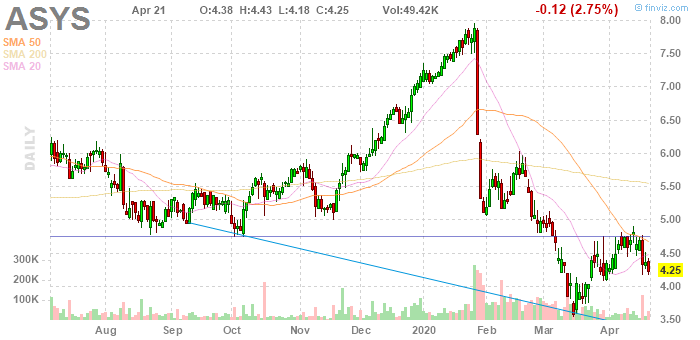 ASYS
Apr 21 O:4.38 H:4.43 L:4.18 C:4.25 Vol:49.42K -0.12 (2.75%)
© finviz.com
SMA 50
SMA 200
SMA 20
DAILY
8.00
7.50
7.00
6.50
6.00
5.50
5.00
4.50
4.25
4.00
3.50
300K
200K
100K
Aug Sep Oct Nov Dec 2020 Feb Mar Apr